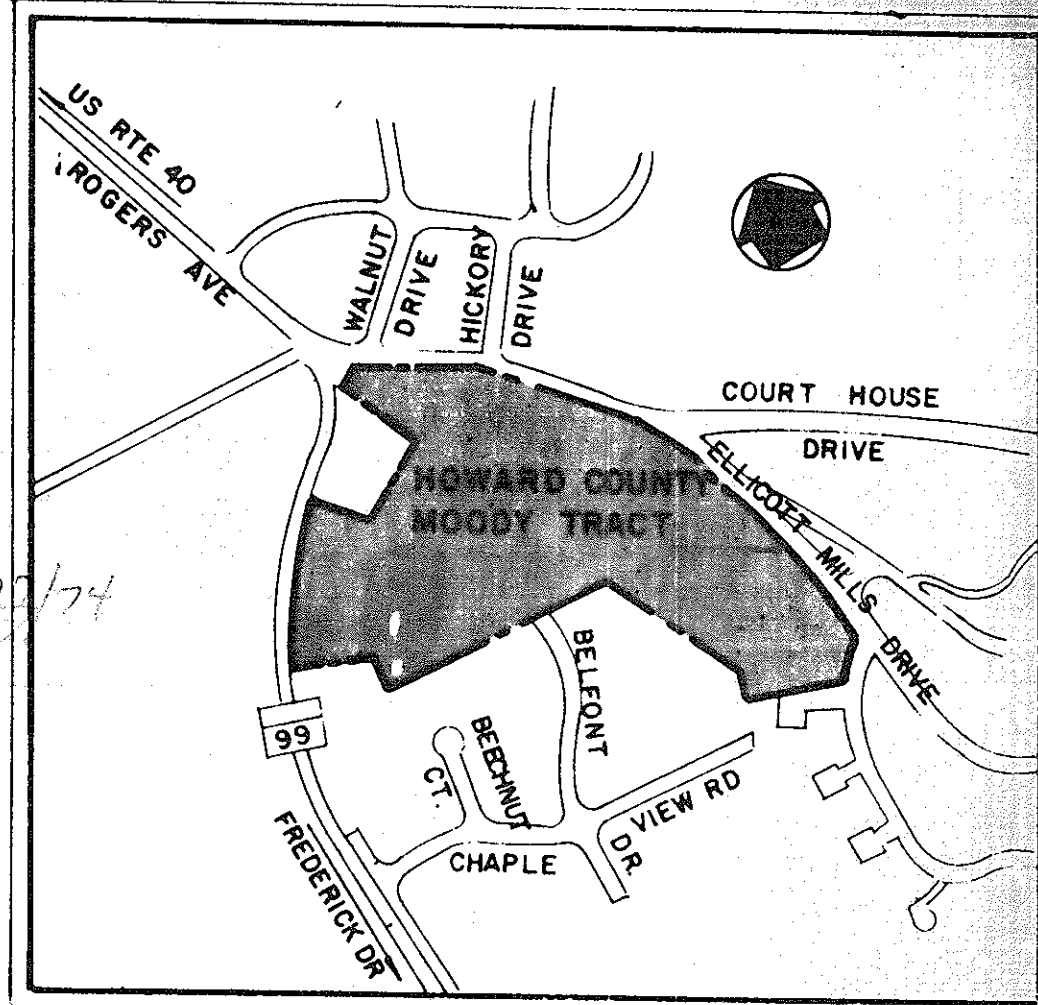 US RTE 40
ROGERS AVE
WALNUT
DRIVE
HICKORY
DRIVE
COURT HOUSE
DRIVE
ELLICOTT MILLS DRIVE
HOWARD COUNTY
MOODY TRACT
/74
99
BELFONT
DR.
BEECHNUT
CT.
VIEW RD
CHAPLE
FREDERICK DR